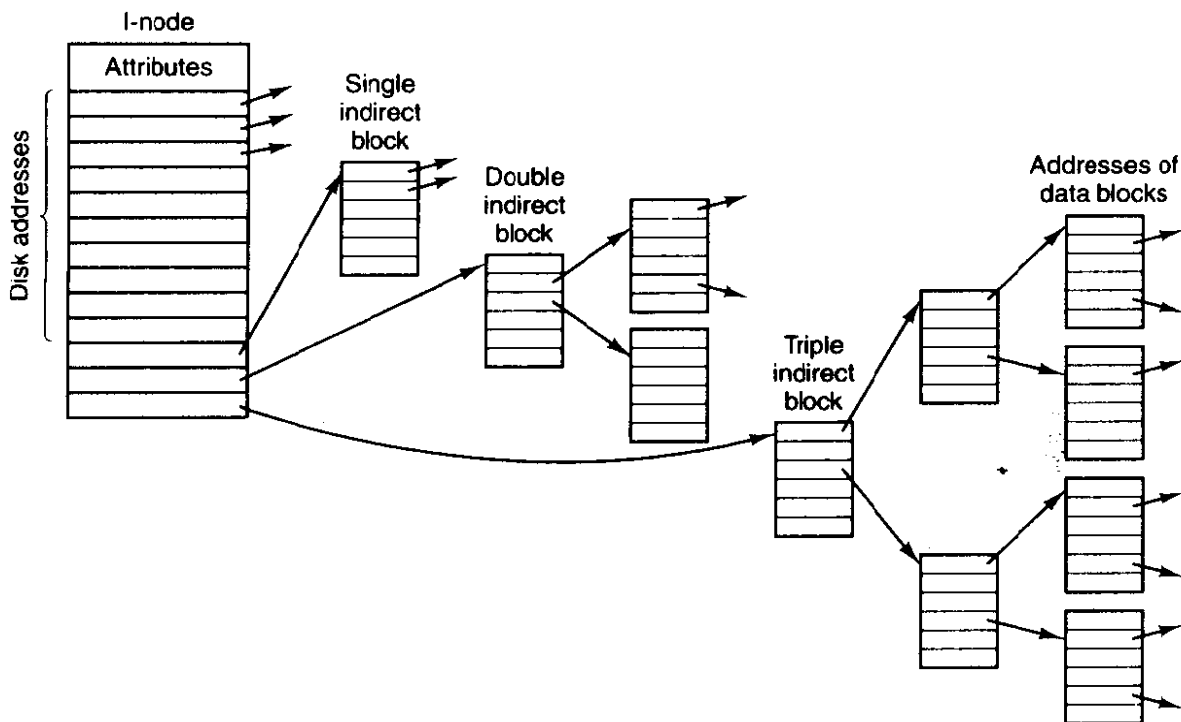 I-node
Attributes
Disk addresses
Single
indirect
block
Double
indirect
block
Triple
indirect
block
Addresses of
data blocks